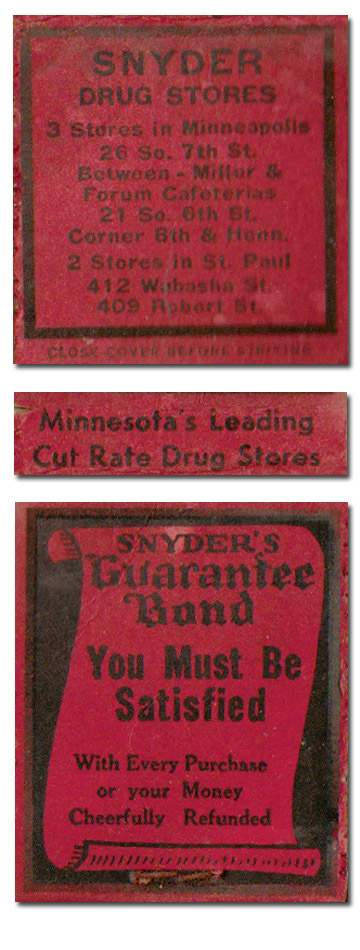 SNYDER
DRUG STORES
3 Stores in Minneapolis
26 So. 7th St.
Between - Miller &
Forum Cafeterias
21 So. 6th St.
Corner 8th & Henn.
2 Stores in St. Paul
412 Wabasha St.
409 Robert St.
CLOSE COVER BEFORE STRIKING
Minnesota's Leading
Cut Rate Drug Stores
SNYDER'S
Guarantee
Bond
You Must Be
Satisfied
With Every Purchase
or your Money
Cheerfully Refunded